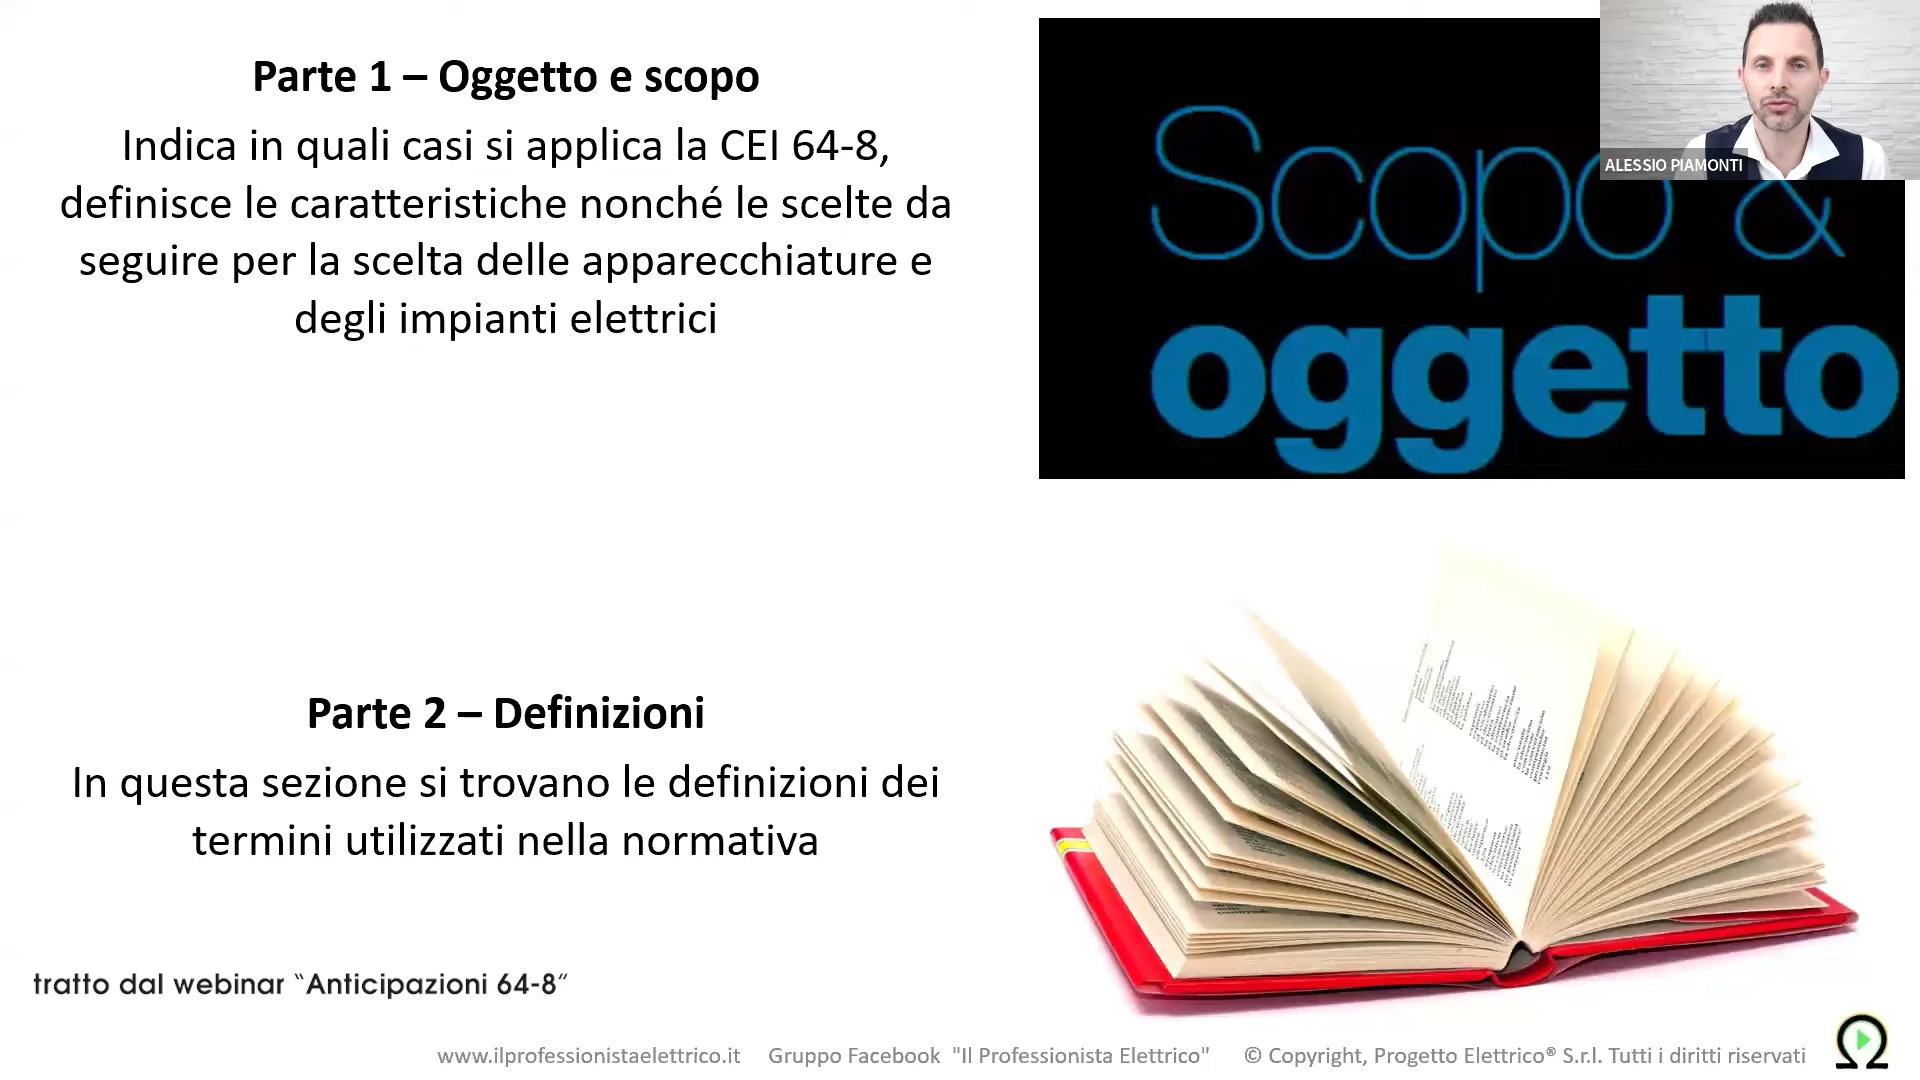 Parte 1 – Oggetto e scopo
Indica in quali casi si applica la CEI 64-8,
definisce le caratteristiche nonché le scelte da
seguire per la scelta delle apparecchiature e
degli impianti elettrici
Scopo &
oggetto
ALESSIO PIAMONTI
Parte 2 – Definizioni
In questa sezione si trovano le definizioni dei
termini utilizzati nella normativa
tratto dal webinar “Anticipazioni 64-8”
www.ilprofessionistaelettrico.it Gruppo Facebook "Il Professionista Elettrico" © Copyright, Progetto Elettrico® S.r.l. Tutti i diritti riservati